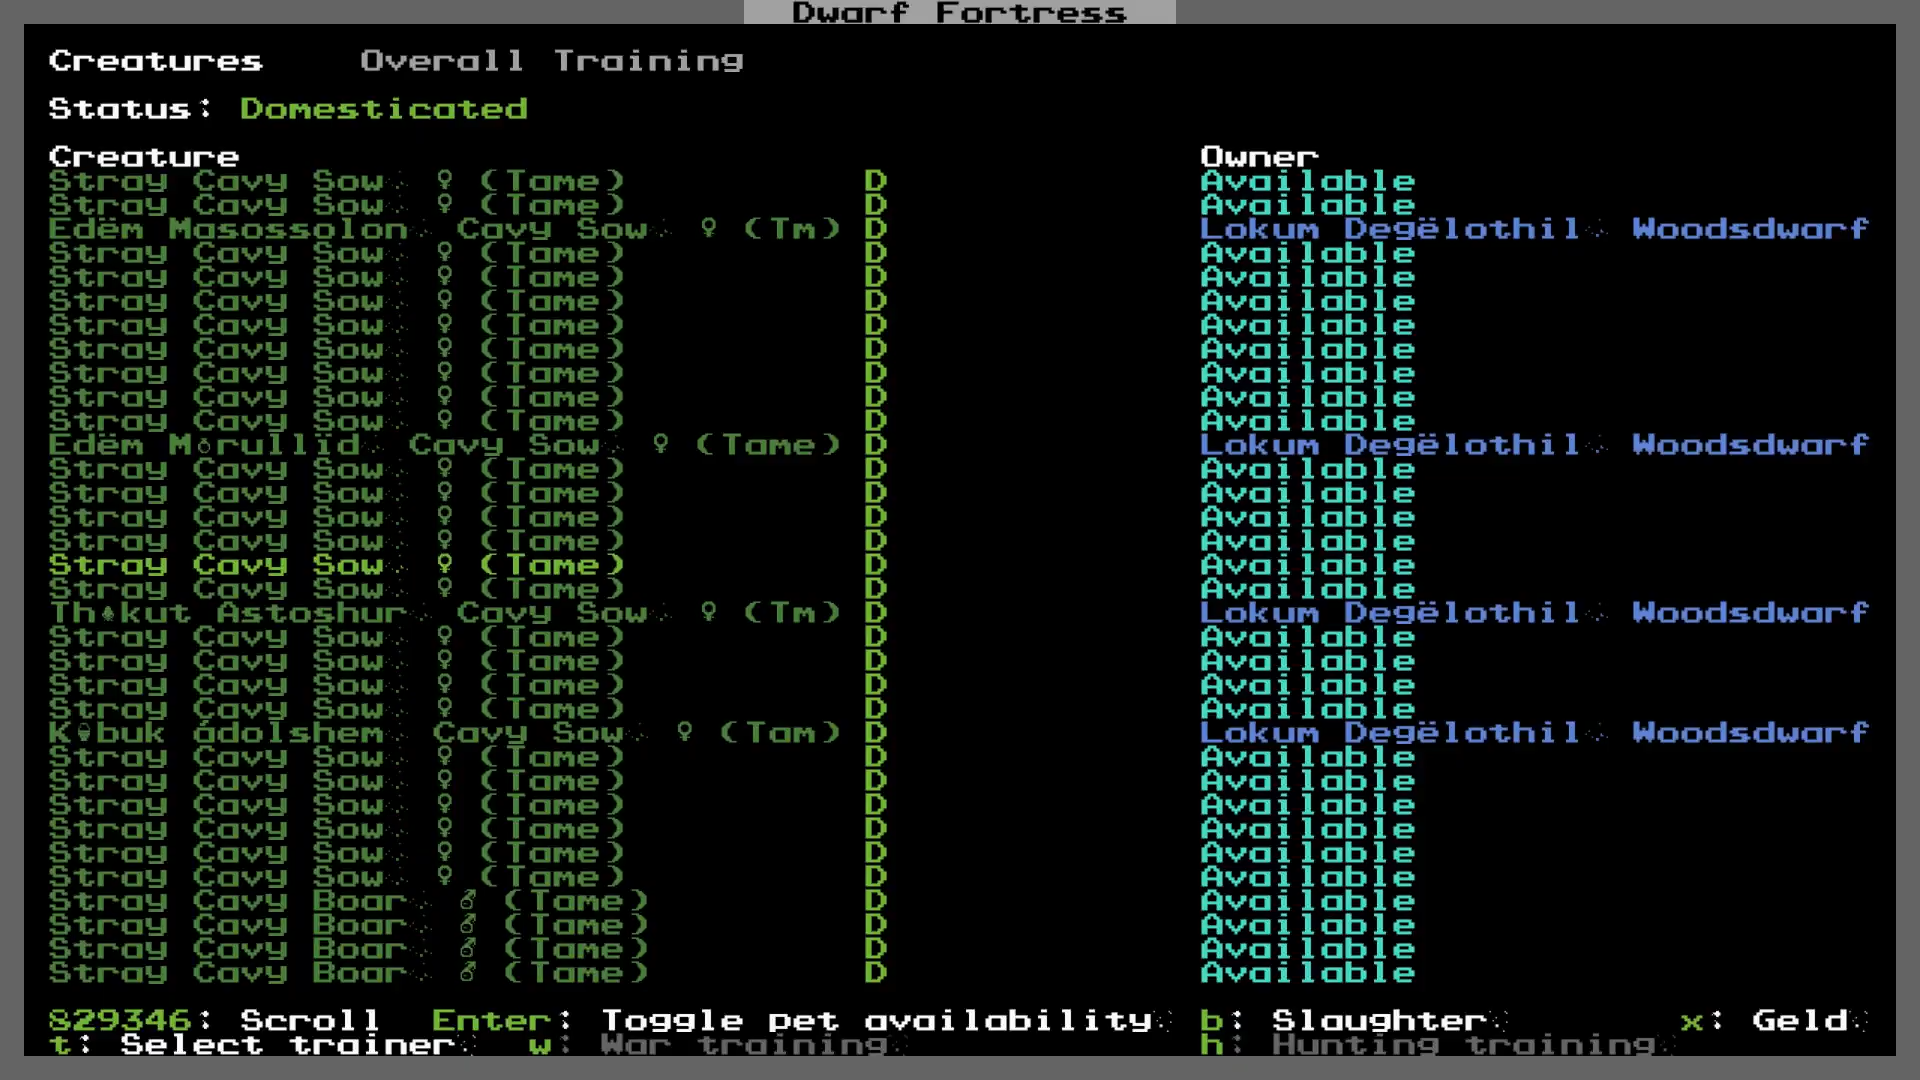 Dwarf Fortress
Creatures Overall Training
Status: Domesticated
Creature Owner
Stray Cavy Sow ♀ (Tame) D Available
Stray Cavy Sow ♀ (Tame) D Available
Edëm Masossolon Cavy Sow ♀ (Tm) D Lokum Degëlothil Woodsdwarf
Stray Cavy Sow ♀ (Tame) D Available
Stray Cavy Sow ♀ (Tame) D Available
Stray Cavy Sow ♀ (Tame) D Available
Stray Cavy Sow ♀ (Tame) D Available
Stray Cavy Sow ♀ (Tame) D Available
Stray Cavy Sow ♀ (Tame) D Available
Stray Cavy Sow ♀ (Tame) D Available
Stray Cavy Sow ♀ (Tame) D Available
Edëm Cavy Sow ♀ (Tame) D Lokum Degëlothil Woodsdwarf
Stray Cavy Sow ♀ (Tame) D Available
Stray Cavy Sow ♀ (Tame) D Available
Stray Cavy Sow ♀ (Tame) D Available
Stray Cavy Sow ♀ (Tame) D Available
Stray Cavy Sow ♀ (Tame) D Available
Stray Cavy Sow ♀ (Tame) D Available
Astoshur Cavy Sow ♀ (Tm) D Lokum Degëlothil Woodsdwarf
Stray Cavy Sow ♀ (Tame) D Available
Stray Cavy Sow ♀ (Tame) D Available
Stray Cavy Sow ♀ (Tame) D Available
Stray Cavy Sow ♀ (Tame) D Available
ádolshem Cavy Sow ♀ (Tam) D Lokum Degëlothil Woodsdwarf
Stray Cavy Sow ♀ (Tame) D Available
Stray Cavy Sow ♀ (Tame) D Available
Stray Cavy Sow ♀ (Tame) D Available
Stray Cavy Sow ♀ (Tame) D Available
Stray Cavy Sow ♀ (Tame) D Available
Stray Cavy Sow ♀ (Tame) D Available
Stray Cavy Boar ♂ (Tame) D Available
Stray Cavy Boar ♂ (Tame) D Available
Stray Cavy Boar ♂ (Tame) D Available
Stray Cavy Boar ♂ (Tame) D Available
829346: Scroll Enter: Toggle pet availability b: Slaughter x: Geld
t: Select trainer w: War training h: Hunting training